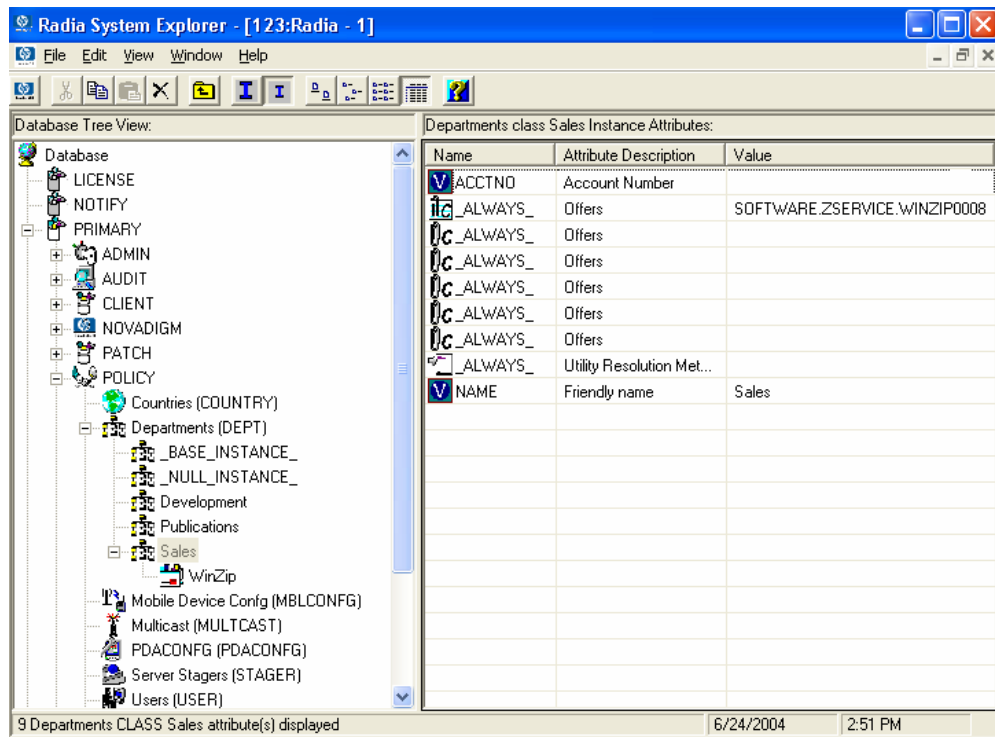 Radia System Explorer - [123:Radia - 1]
File Edit View Window Help
Database Tree View:
Departments class Sales Instance Attributes:
Database
LICENSE
NOTIFY
PRIMARY
ADMIN
AUDIT
CLIENT
NOVADIGM
PATCH
POLICY
Countries (COUNTRY)
Departments (DEPT)
_BASE_INSTANCE_
_NULL_INSTANCE_
Development
Publications
Sales
WinZip
Mobile Device Confg (MBLCONFG)
Multicast (MULTCAST)
PDACONFG (PDACONFG)
Server Stagers (STAGER)
Users (USER)
Name Attribute Description Value
V ACCTNO Account Number
_ALWAYS_ Offers SOFTWARE.ZSERVICE.WINZIP0008
_ALWAYS_ Offers
_ALWAYS_ Offers
_ALWAYS_ Offers
_ALWAYS_ Offers
_ALWAYS_ Offers
_ALWAYS_ Utility Resolution Met...
V NAME Friendly name Sales
9 Departments CLASS Sales attribute(s) displayed 6/24/2004 2:51 PM